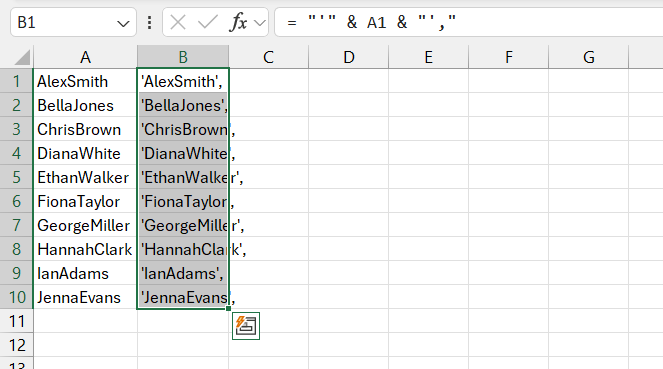 B1 fx = "'" & A1 & "',"
A B C D E F G
1 AlexSmith 'AlexSmith',
2 BellaJones 'BellaJones',
3 ChrisBrown 'ChrisBrown',
4 DianaWhite 'DianaWhite',
5 EthanWalker 'EthanWalker',
6 FionaTaylor 'FionaTaylor',
7 GeorgeMiller 'GeorgeMiller',
8 HannahClark 'HannahClark',
9 IanAdams 'IanAdams',
10 JennaEvans 'JennaEvans',
11
12
13